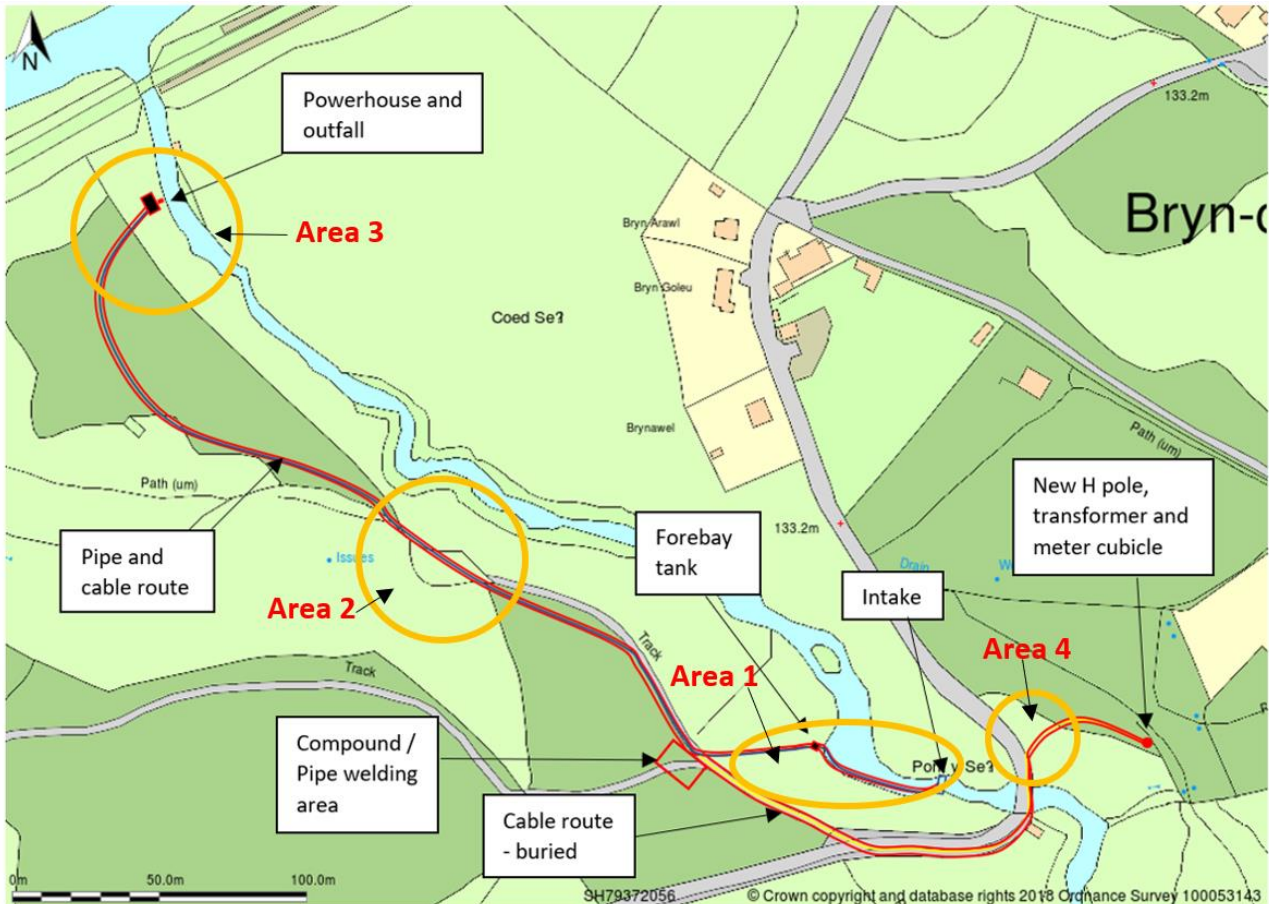 N
Powerhouse and
outfall
133.2m
Bryn-c
Area 3
Bryn Arawl
Bryn Goleu
Coed Se?
Brynawel
Path (um)
Path (um)
New H pole,
transformer and
meter cubicle
133.2m
Forebay
tank
Drain
Issues
Pipe and
cable route
Intake
Area 2
Track
Area 4
Area 1
Track
Compound /
Pipe welding
area
Cable route
- buried
0m
50.0m
100.0m
SH79372056
© Crown copyright and database rights 2018 Ordnance Survey 100053143